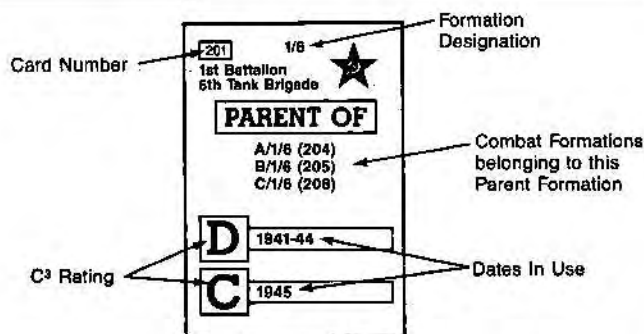 Formation
Designation
Card Number
201
1/6
1st Battalion
6th Tank Brigade
PARENT OF
A/1/6 (204)
B/1/6 (205)
C/1/6 (206)
Combat Formations
belonging to this
Parent Formation
C³ Rating
D
1941-44
C
1945
Dates In Use